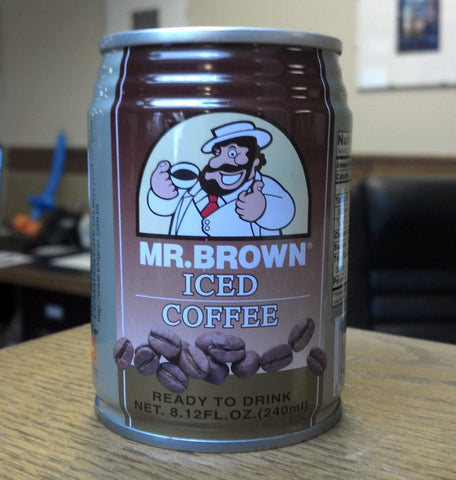 MR.BROWN®
ICED
COFFEE
READY TO DRINK
NET. 8.12FL.OZ.(240ml)